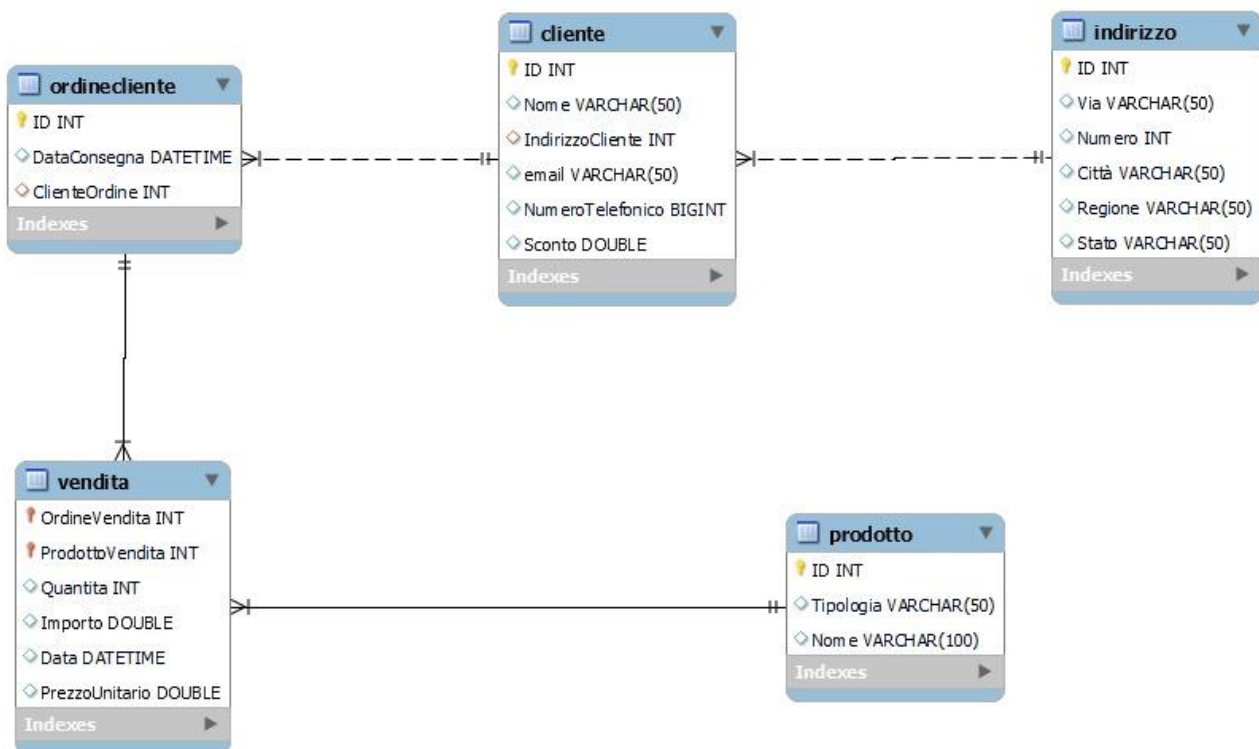 cliente
ID INT
Nome VARCHAR(50)
IndirizzoCliente INT
email VARCHAR(50)
NumeroTelefonico BIGINT
Sconto DOUBLE
Indexes
indirizzo
ID INT
Via VARCHAR(50)
Numero INT
Città VARCHAR(50)
Regione VARCHAR(50)
Stato VARCHAR(50)
Indexes
ordinecliente
ID INT
DataConsegna DATETIME
ClienteOrdine INT
Indexes
vendita
OrdineVendita INT
ProdottoVendita INT
Quantita INT
Importo DOUBLE
Data DATETIME
PrezzoUnitario DOUBLE
Indexes
prodotto
ID INT
Tipologia VARCHAR(50)
Nome VARCHAR(100)
Indexes